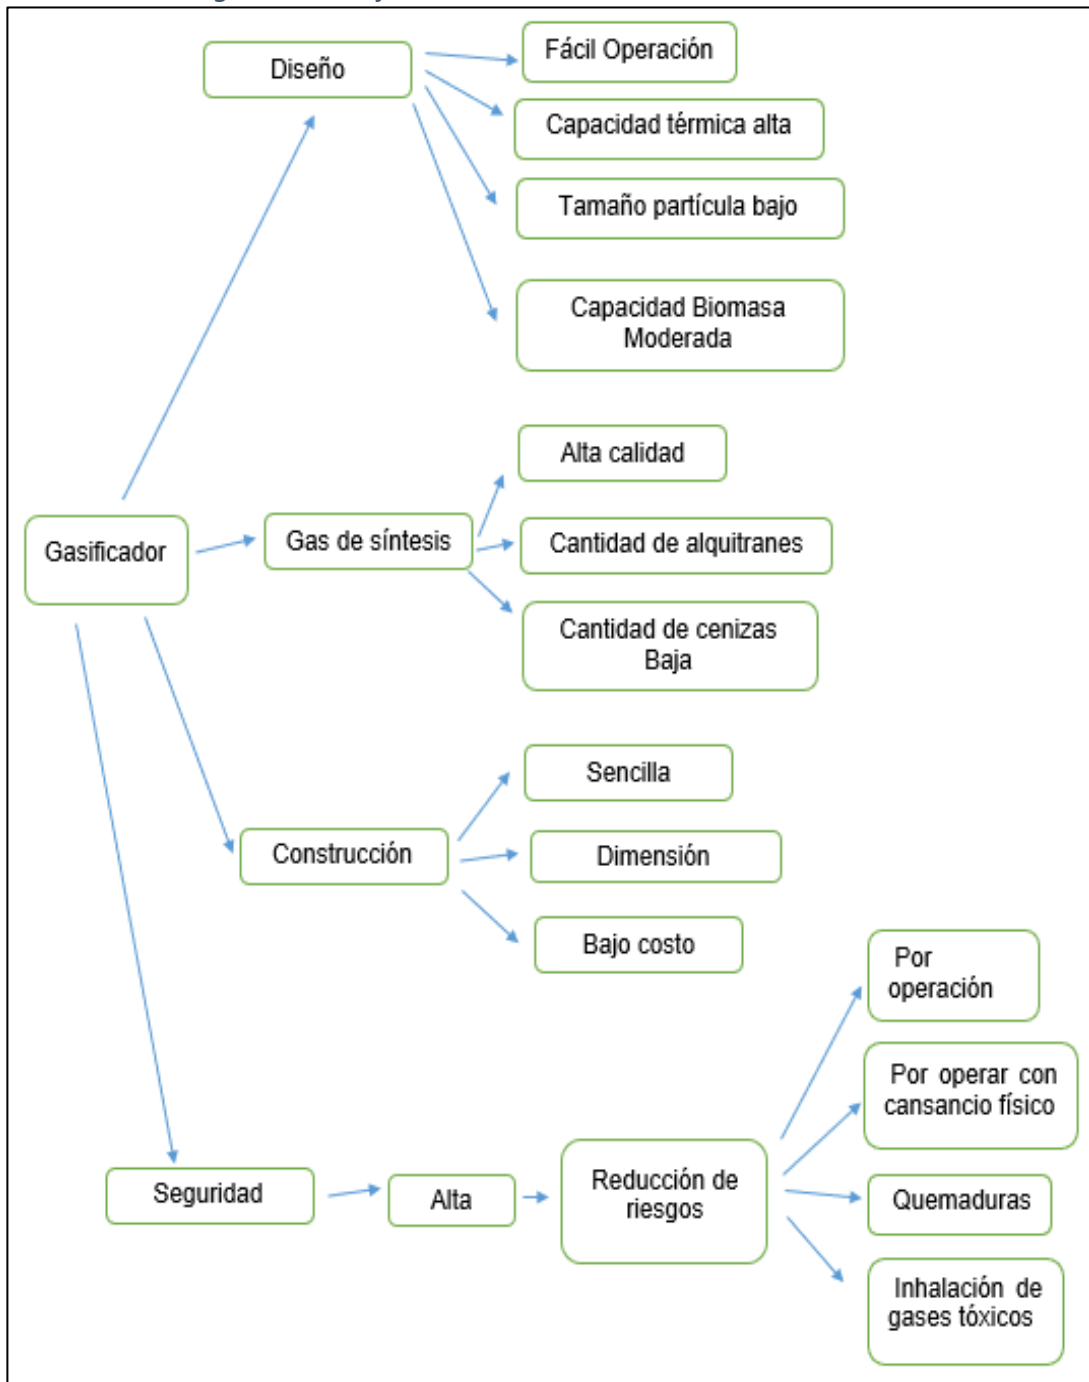 Diseño
Fácil Operación
Capacidad térmica alta
Tamaño partícula bajo
Capacidad Biomasa
Moderada
Gasificador
Gas de síntesis
Alta calidad
Cantidad de alquitranes
Cantidad de cenizas
Baja
Construcción
Sencilla
Dimensión
Bajo costo
Seguridad
Alta
Reducción de
riesgos
Por
operación
Por operar con
cansancio físico
Quemaduras
Inhalación de
gases tóxicos